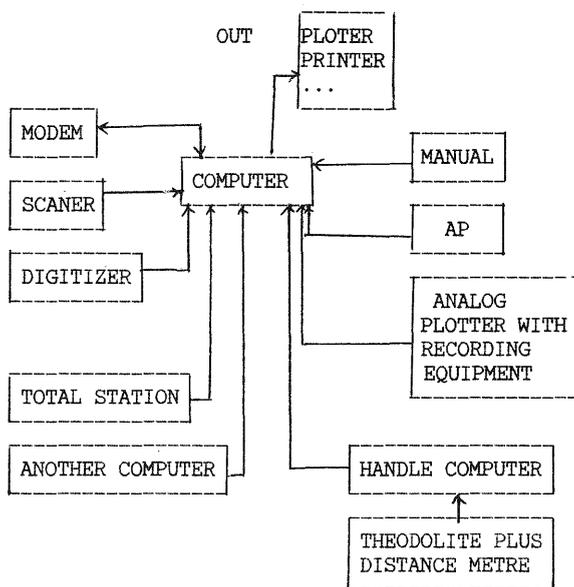 OUT
PLOTER
PRINTER
...
MODEM
MANUAL
COMPUTER
SCANER
AP
DIGITIZER
ANALOG
PLOTTER WITH
RECORDING
EQUIPMENT
TOTAL STATION
ANOTHER COMPUTER
HANDLE COMPUTER
THEODOLITE PLUS
DISTANCE METRE